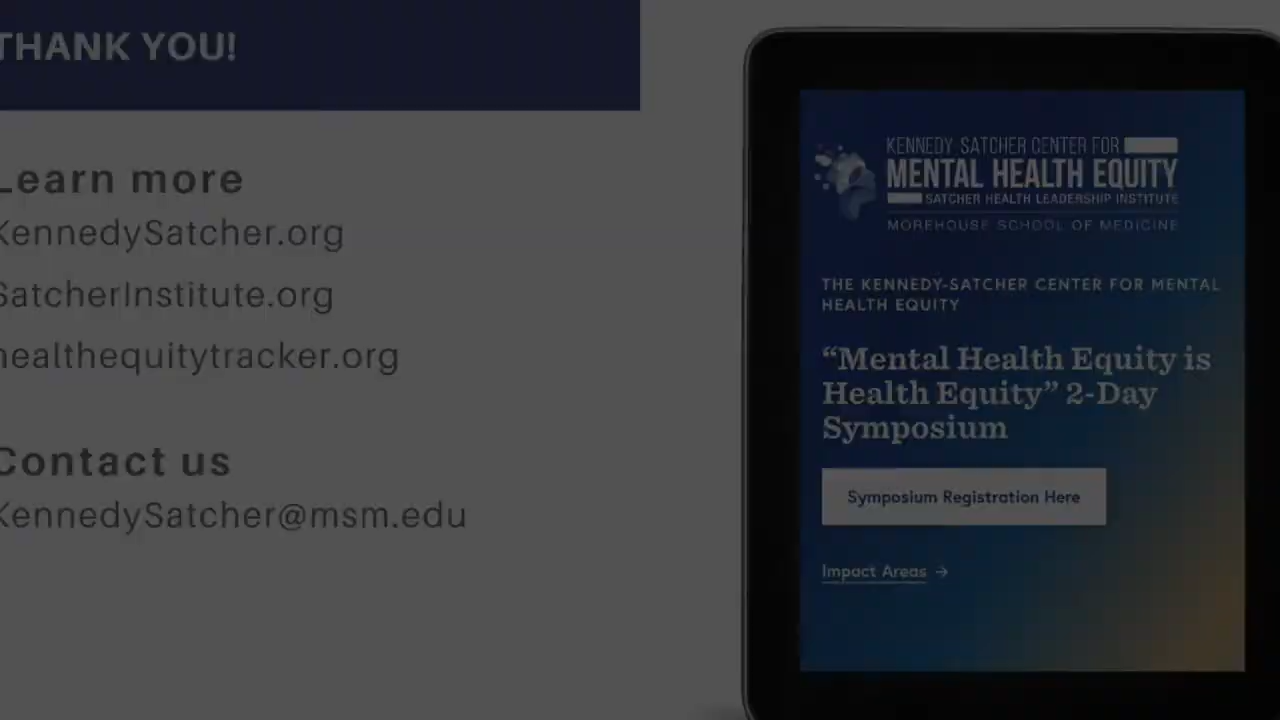 THANK YOU!
Learn more
KennedySatcher.org
SatcherInstitute.org
healthequitytracker.org
Contact us
KennedySatcher@msm.edu
KENNEDY-SATCHER CENTER FOR
MENTAL HEALTH EQUITY
SATCHER HEALTH LEADERSHIP INSTITUTE
MOREHOUSE SCHOOL OF MEDICINE
THE KENNEDY-SATCHER CENTER FOR MENTAL
HEALTH EQUITY
“Mental Health Equity is
Health Equity” 2-Day
Symposium
Symposium Registration Here
Impact Areas →